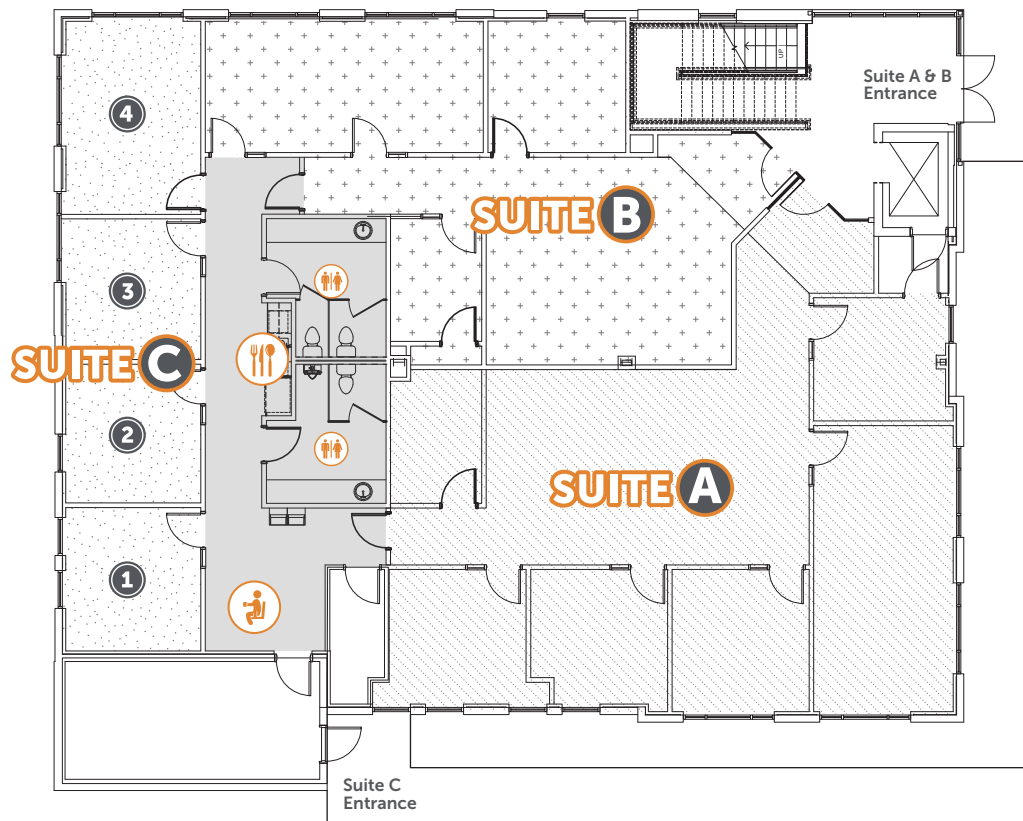 UP
Suite A & B
Entrance
4
SUITE B
3
SUITE C
2
SUITE A
1
Suite C
Entrance